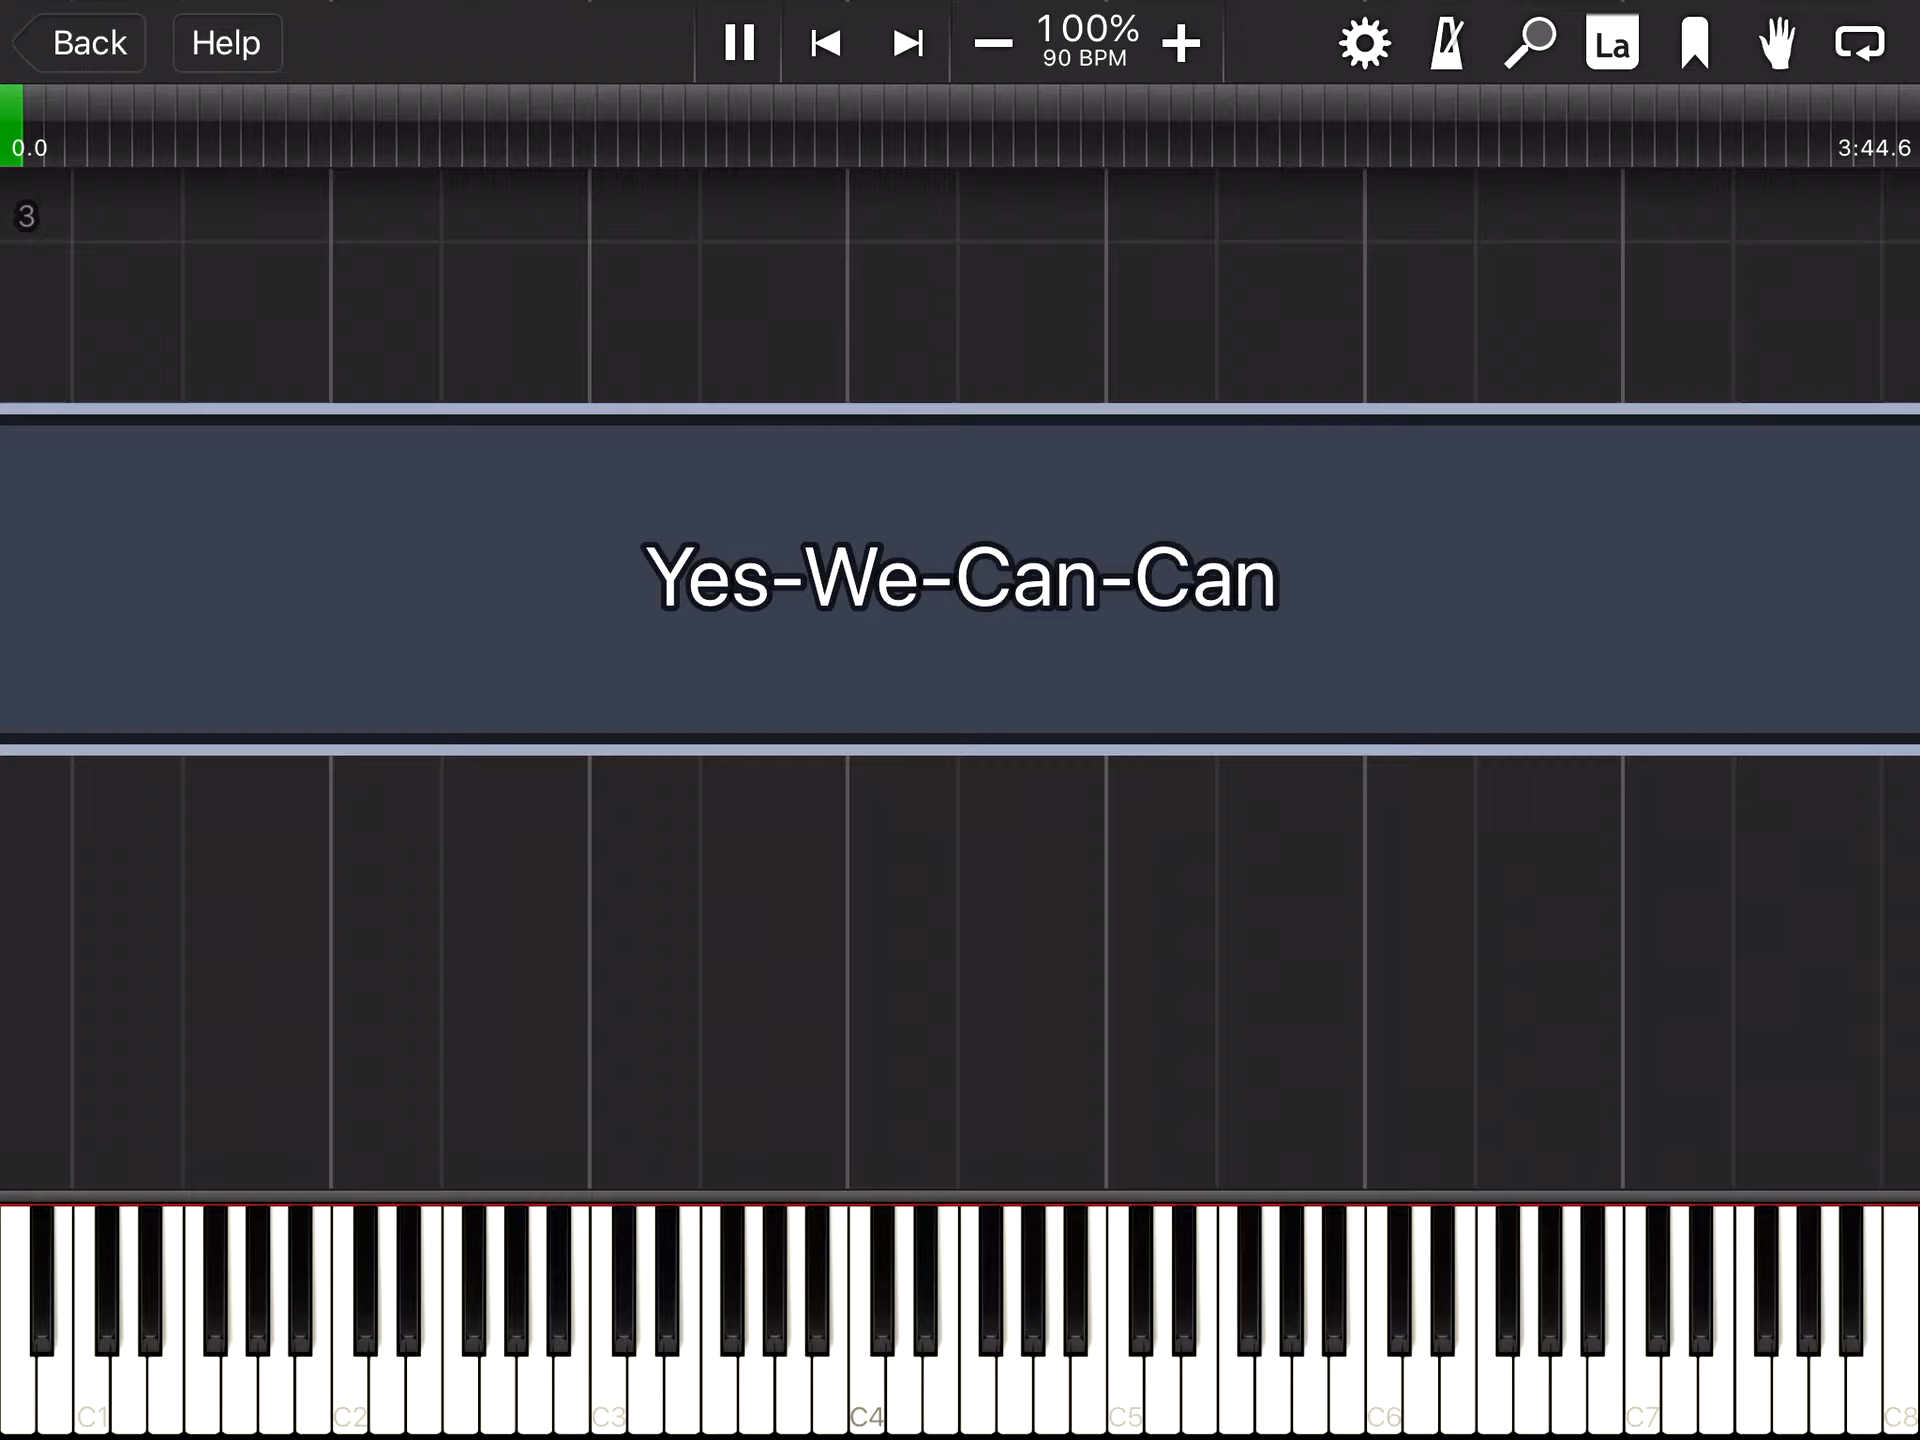 Back
Help
100%
90 BPM
La
0.0
3:44.6
3
Yes-We-Can-Can
C1
C2
C3
C4
C5
C6
C7
C8